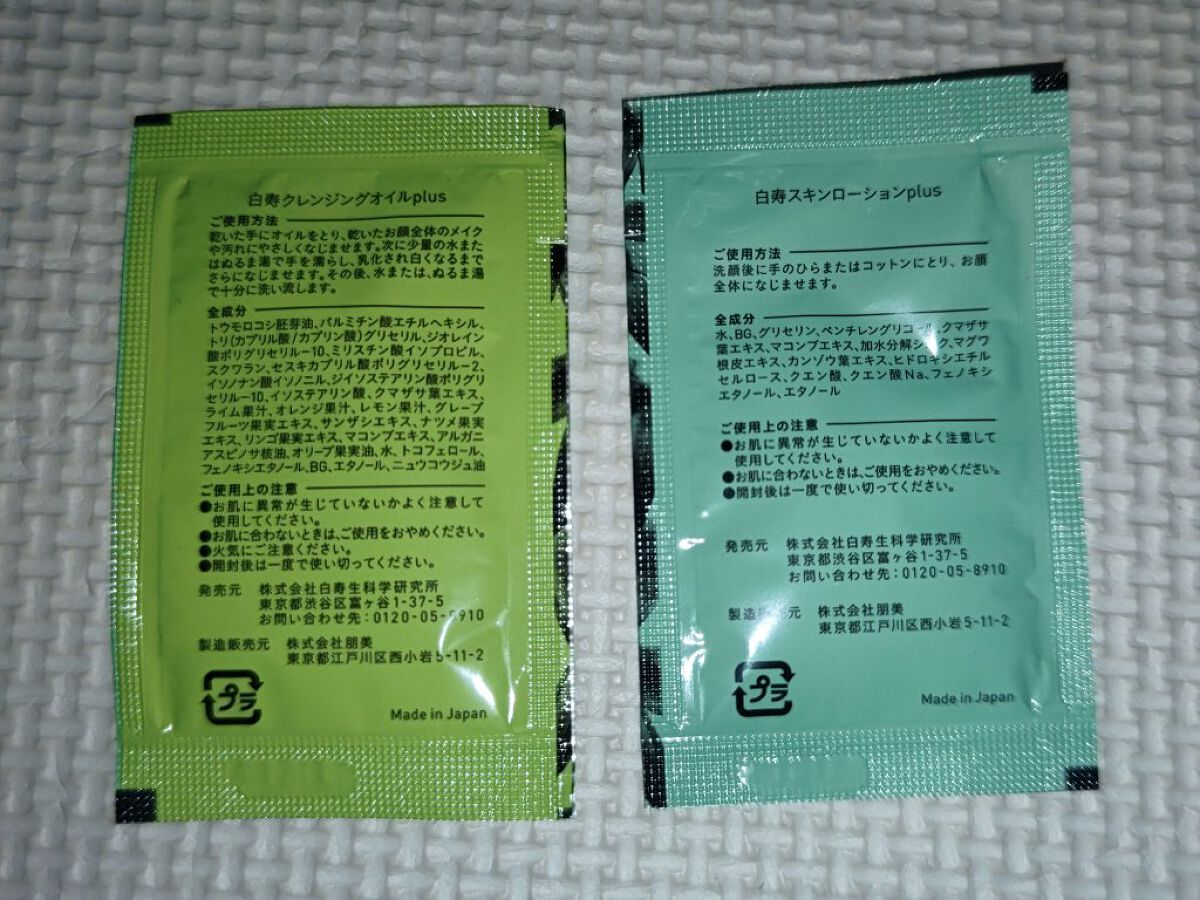 白寿クレンジングオイルplus
ご使用方法
乾いた手にオイルをとり、乾いたお顔全体のメイク
や汚れにやさしくなじませます。次に少量の水また
はぬるま湯で手を濡らし、乳化され白くなるまで
さらになじませます。その後、水または、ぬるま湯
で十分に洗い流します。
全成分
トウモロコシ胚芽油、パルミチン酸エチルヘキシル、
トリ(カプリル酸/カプリン酸)グリセリル、ジオレイン
酸ポリグリセリル-10、ミリスチン酸イソプロピル、
スクワラン、セスキカプリル酸ポリグリセリル-2、
イソノナン酸イソノニル、ジイソステアリン酸ポリグリ
セリル-10、イソステアリン酸、クマザサ葉エキス、
ライム果汁、オレンジ果汁、レモン果汁、グレープ
フルーツ果実エキス、サンザシエキス、ナツメ果実
エキス、リンゴ果実エキス、マコンブエキス、アルガニ
アスピノサ核油、オリーブ果実油、水、トコフェロール、
フェノキシエタノール、BG、エタノール、ニュウコウジュ油
ご使用上の注意
●お肌に異常が生じていないかよく注意して
使用してください。
●お肌に合わないときは、ご使用をおやめください。
●火気にご注意ください。
●開封後は一度で使い切ってください。
発売元 株式会社白寿生科学研究所
東京都渋谷区富ヶ谷1-37-5
お問い合わせ先:0120-05-8910
製造販売元 株式会社朋美
東京都江戸川区西小岩5-11-2
プラ
Made in Japan
白寿スキンローションplus
ご使用方法
洗顔後に手のひらまたはコットンにとり、お顔
全体になじませます。
全成分
水、BG、グリセリン、ペンチレングリコール、クマザサ
葉エキス、マコンブエキス、加水分解シルク、マグワ
根皮エキス、カンゾウ葉エキス、ヒドロキシエチル
セルロース、クエン酸、クエン酸Na、フェノキシ
エタノール、エタノール
ご使用上の注意
●お肌に異常が生じていないかよく注意して
使用してください。
●お肌に合わないときは、ご使用をおやめください。
●開封後は一度で使い切ってください。
発売元 株式会社白寿生科学研究所
東京都渋谷区富ヶ谷1-37-5
お問い合わせ先:0120-05-8910
製造販売元 株式会社朋美
東京都江戸川区西小岩5-11-2
プラ
Made in Japan